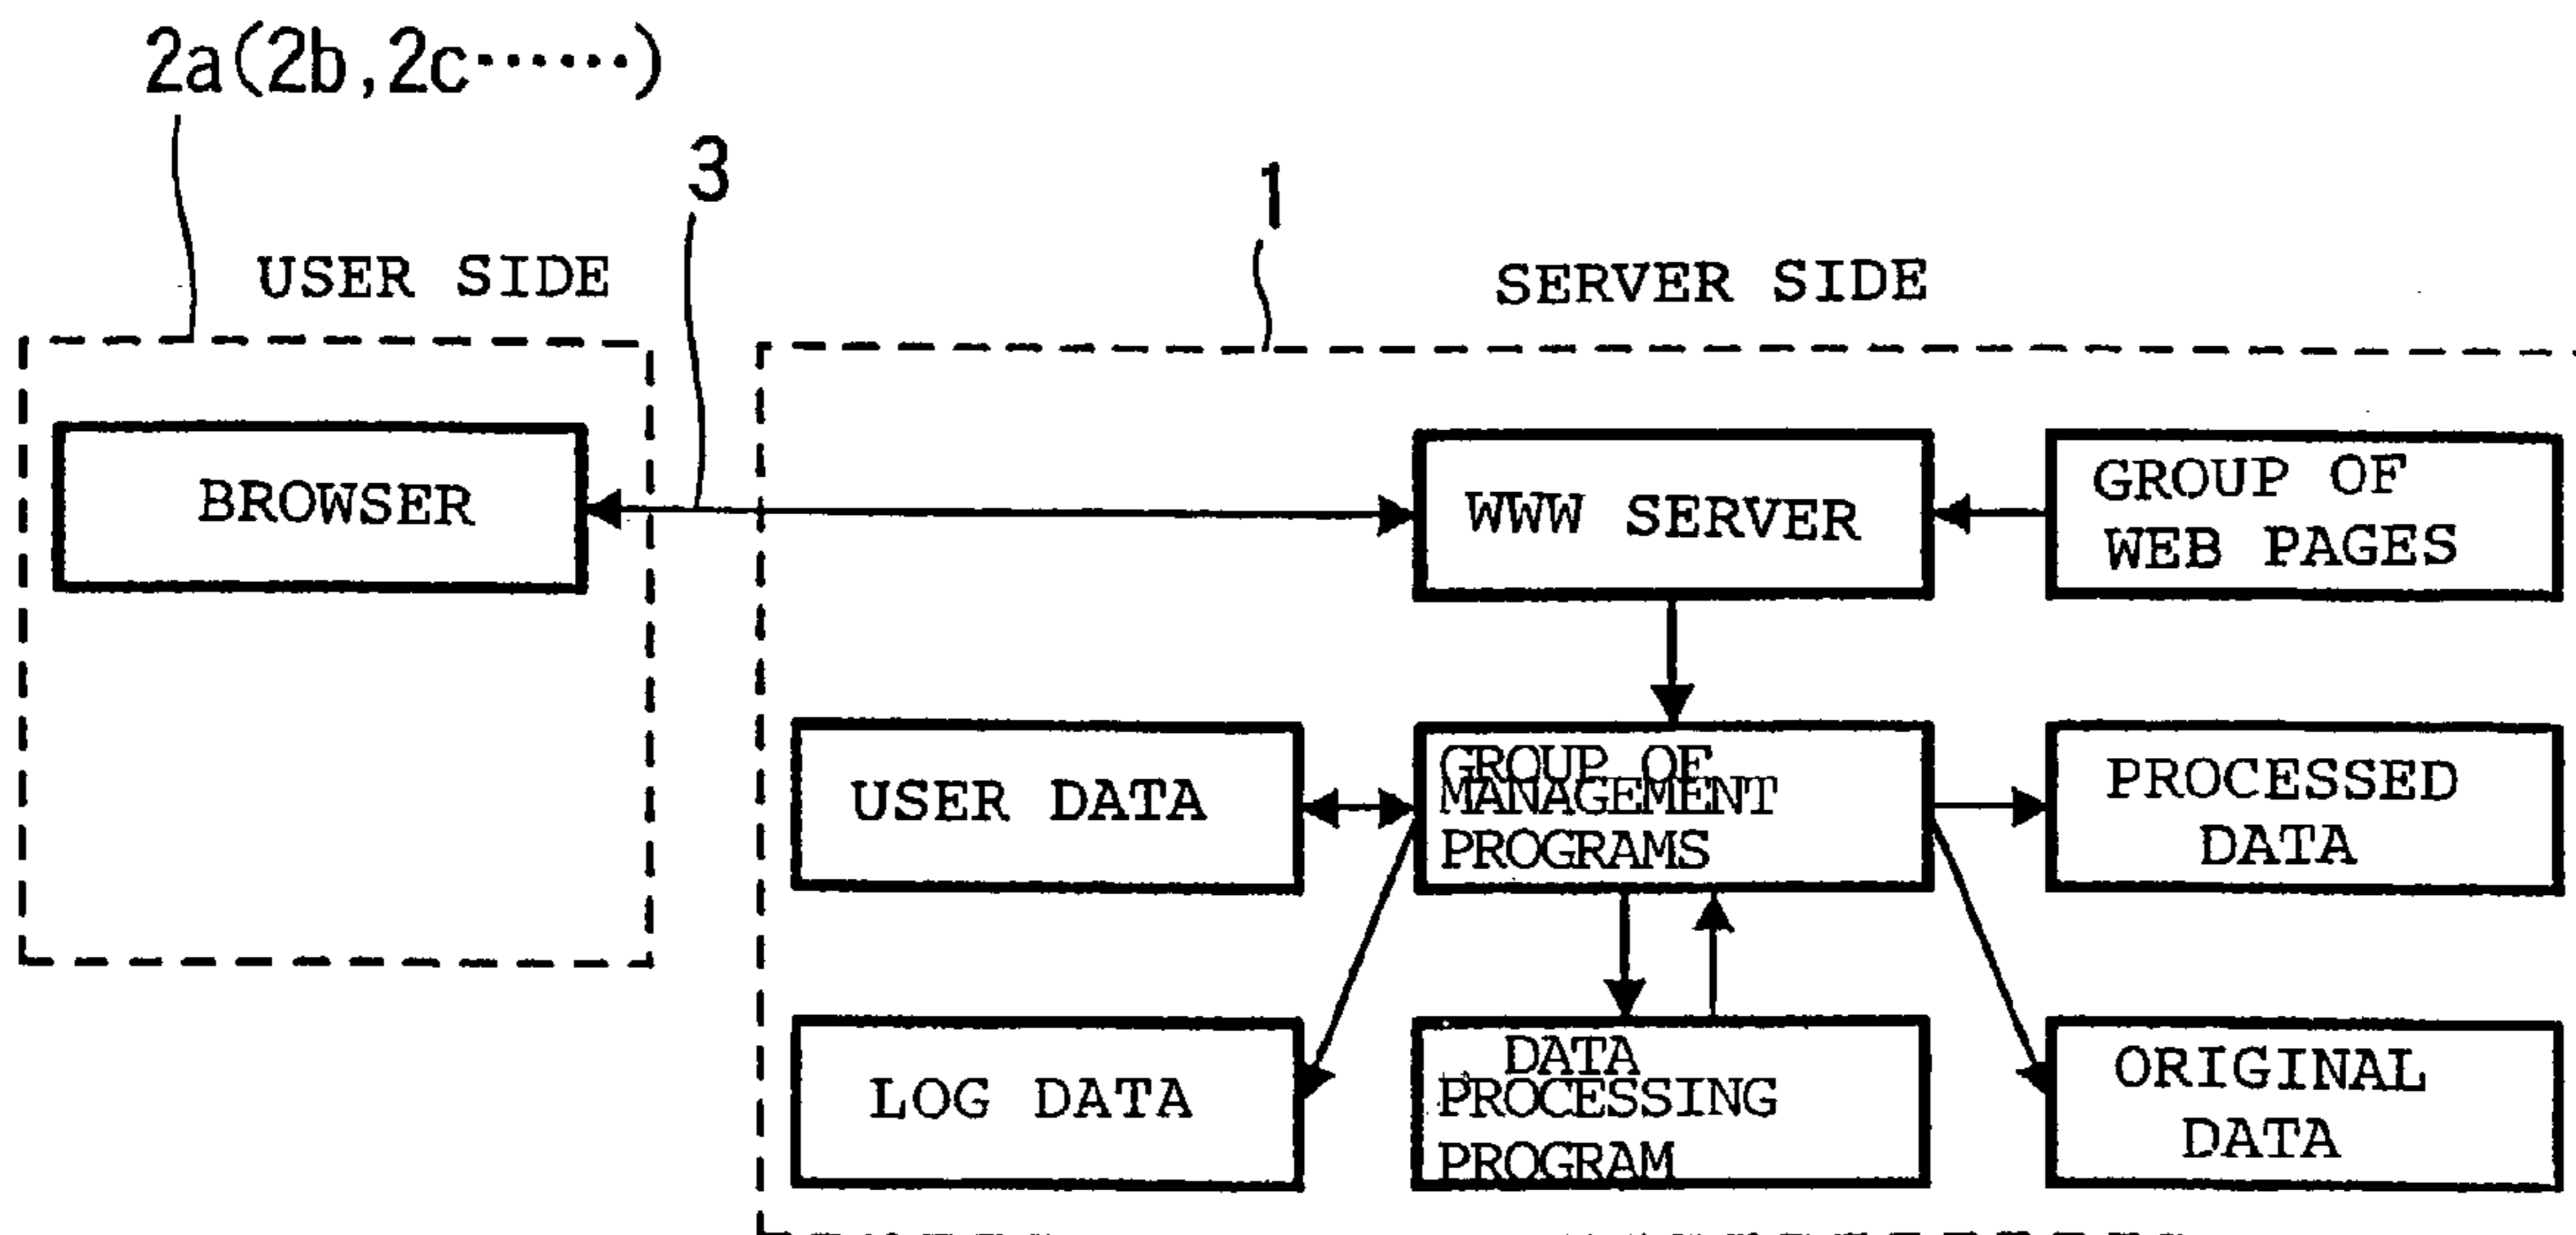 2a(2b,2c······)
3
1
USER SIDE
SERVER SIDE
BROWSER
WWW SERVER
GROUP OF
WEB PAGES
USER DATA
GROUP OF
MANAGEMENT
PROGRAMS
PROCESSED
DATA
LOG DATA
DATA
PROCESSING
PROGRAM
ORIGINAL
DATA